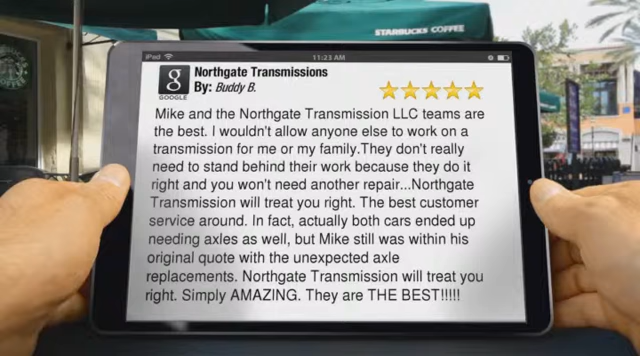 STARBUCKS COFFEE
iPad
11:23 AM
g
GOOGLE
Northgate Transmissions
By: Buddy B.
Mike and the Northgate Transmission LLC teams are
the best. I wouldn't allow anyone else to work on a
transmission for me or my family.They don't really
need to stand behind their work because they do it
right and you won't need another repair...Northgate
Transmission will treat you right. The best customer
service around. In fact, actually both cars ended up
needing axles as well, but Mike still was within his
original quote with the unexpected axle
replacements. Northgate Transmission will treat you
right. Simply AMAZING. They are THE BEST!!!!!